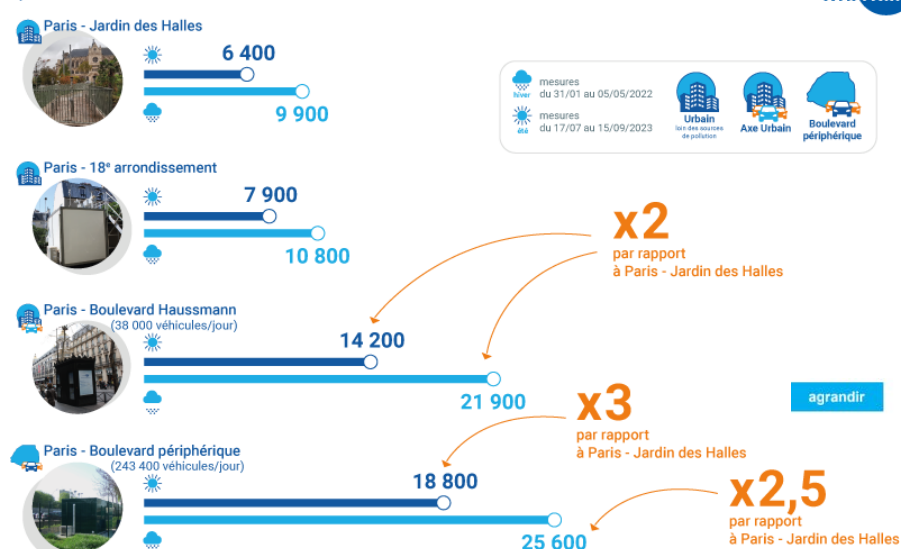 Paris - Jardin des Halles
6 400
9 900
hiver
mesures
du 31/01 au 05/05/2022
été
mesures
du 17/07 au 15/09/2023
Urbain
loin des sources
de pollution
Axe Urbain
Boulevard
périphérique
Paris - 18e arrondissement
7 900
10 800
x2
par rapport
à Paris - Jardin des Halles
Paris - Boulevard Haussmann
(38 000 véhicules/jour)
14 200
21 900
agrandir
x3
par rapport
à Paris - Jardin des Halles
Paris - Boulevard périphérique
(243 400 véhicules/jour)
18 800
25 600
x2,5
par rapport
à Paris - Jardin des Halles